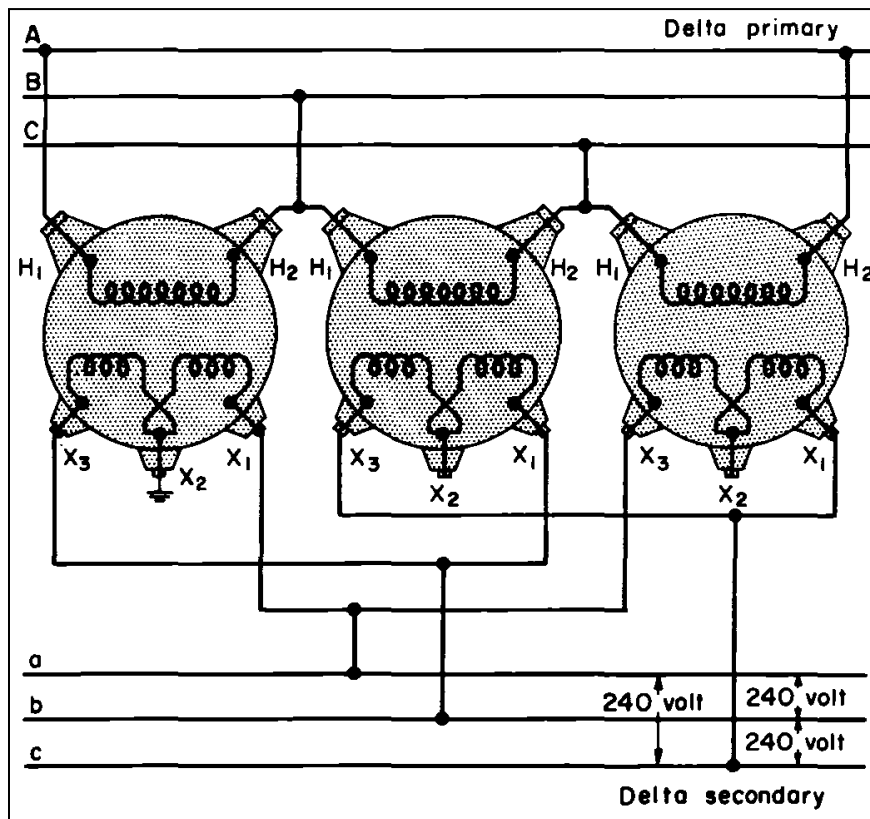 A
Delta primary
B
C
H₁
H₂
H₁
H₂
H₁
H₂
X₃
X₂
X₁
X₃
X₂
X₁
X₃
X₂
X₁
a
240 volt
240 volt
b
240 volt
c
Delta secondary